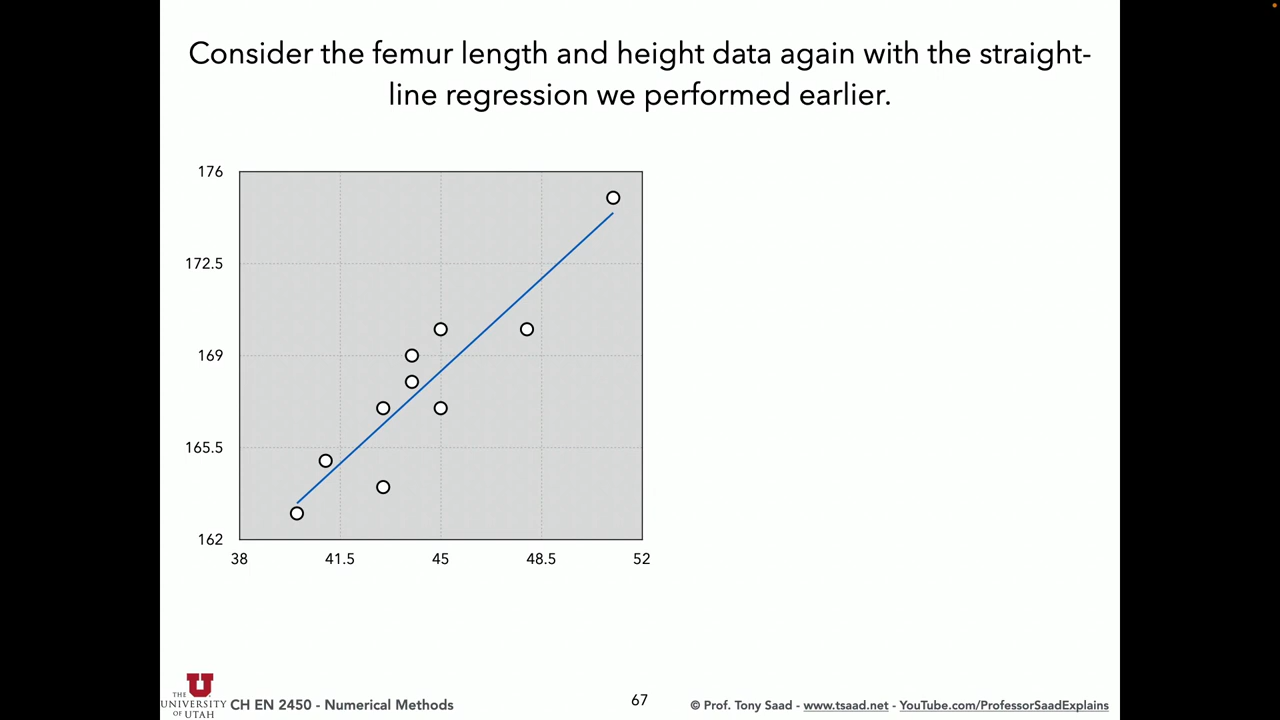 Consider the femur length and height data again with the straight-
line regression we performed earlier.
176
172.5
169
165.5
162
38 41.5 45 48.5 52
THE
UNIVERSITY
OF UTAH
U
CH EN 2450 - Numerical Methods
67
© Prof. Tony Saad - www.tsaad.net - YouTube.com/ProfessorSaadExplains